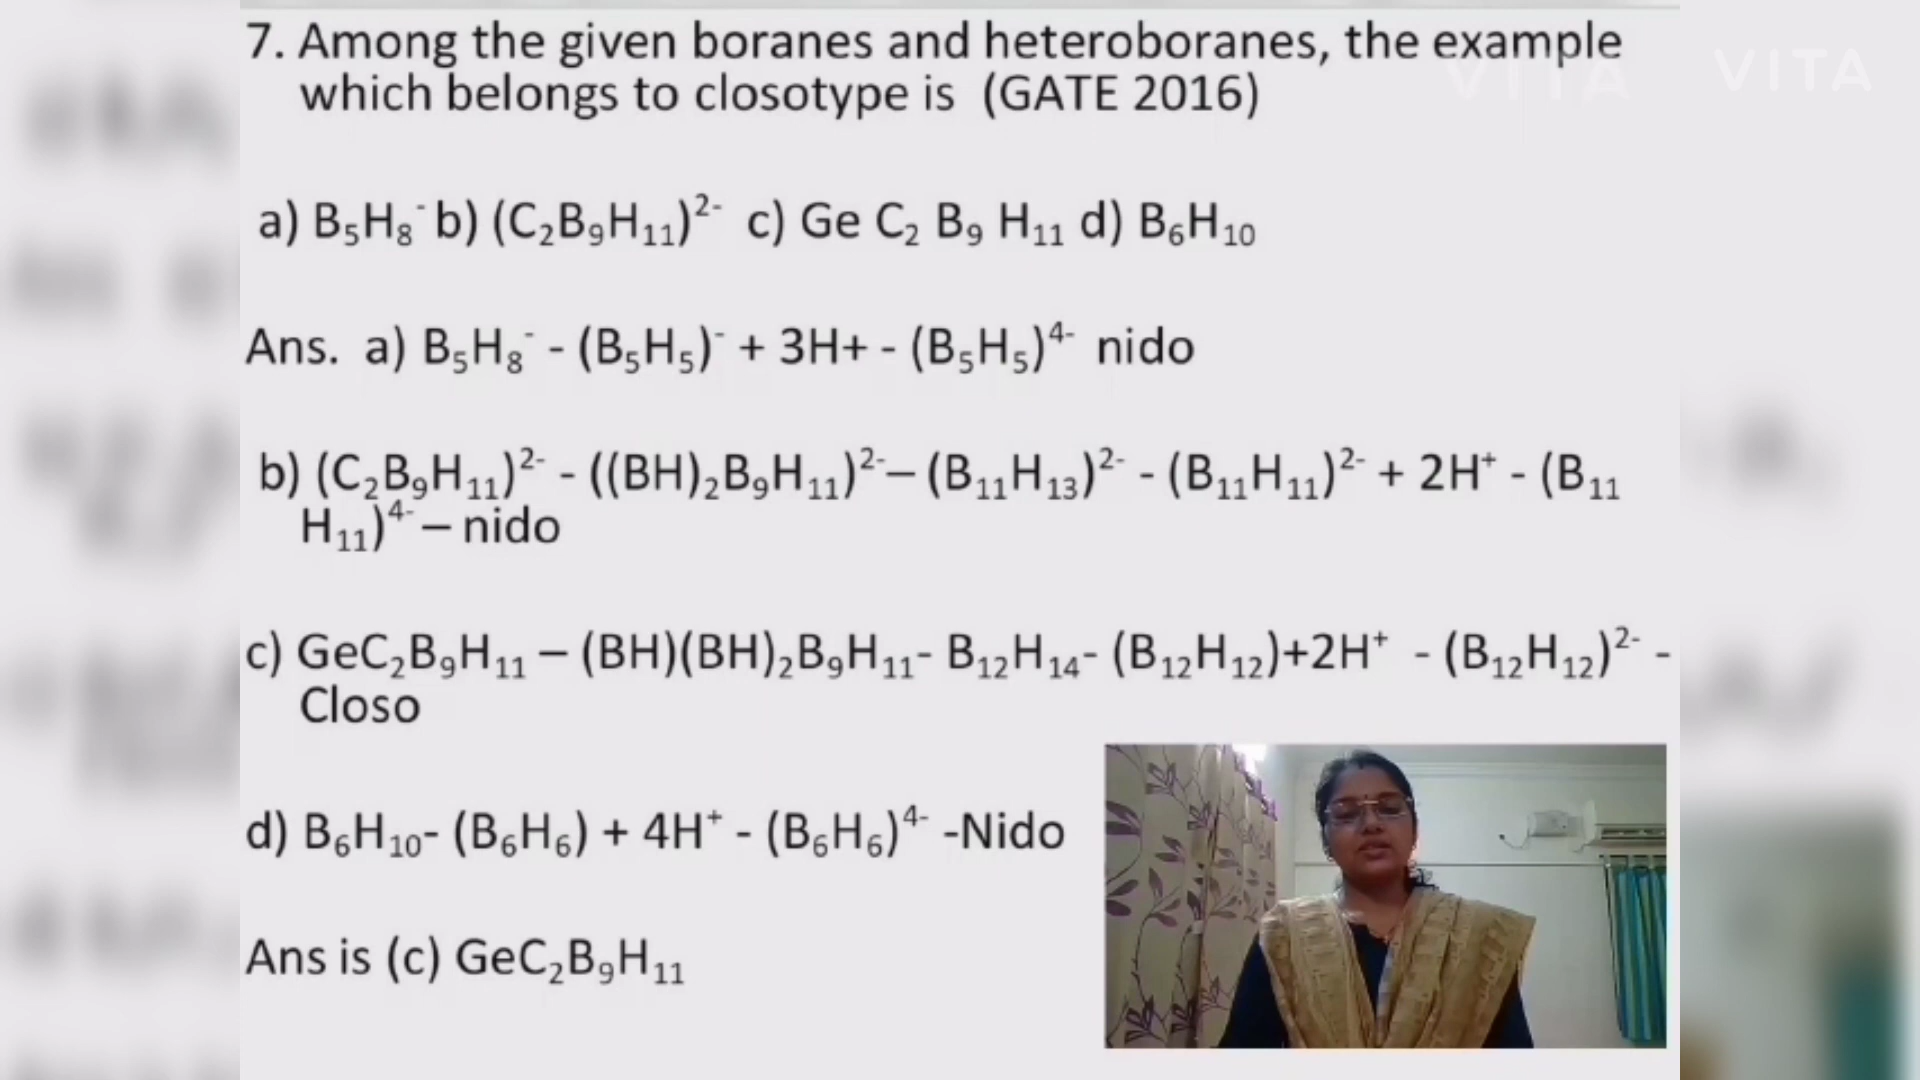 7. Among the given boranes and heteroboranes, the example
which belongs to closotype is (GATE 2016)
VITA
VITA
a) B₅H₈⁻ b) (C₂B₉H₁₁)²⁻ c) Ge C₂ B₉ H₁₁ d) B₆H₁₀
Ans. a) B₅H₈⁻ - (B₅H₅)⁻ + 3H+ - (B₅H₅)⁴⁻ nido
b) (C₂B₉H₁₁)²⁻ - ((BH)₂B₉H₁₁)²⁻– (B₁₁H₁₃)²⁻ - (B₁₁H₁₁)²⁻ + 2H⁺ - (B₁₁
H₁₁)⁴⁻ – nido
c) GeC₂B₉H₁₁ – (BH)(BH)₂B₉H₁₁- B₁₂H₁₄- (B₁₂H₁₂)+2H⁺ - (B₁₂H₁₂)²⁻ -
Closo
d) B₆H₁₀- (B₆H₆) + 4H⁺ - (B₆H₆)⁴⁻ -Nido
Ans is (c) GeC₂B₉H₁₁